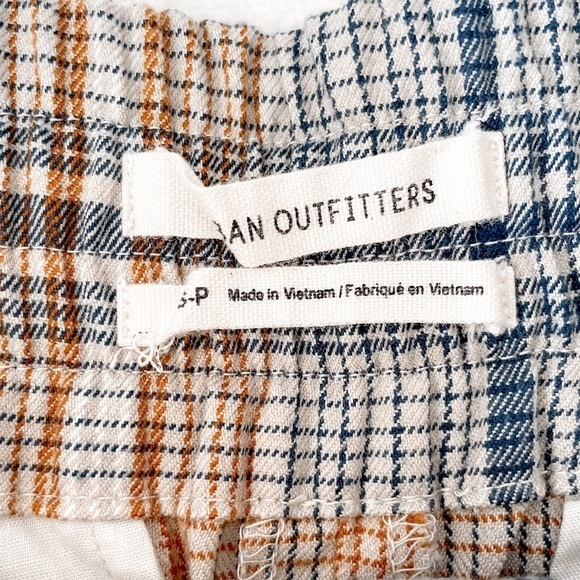 BAN OUTFITTERS
S-P Made in Vietnam / Fabriqué en Vietnam